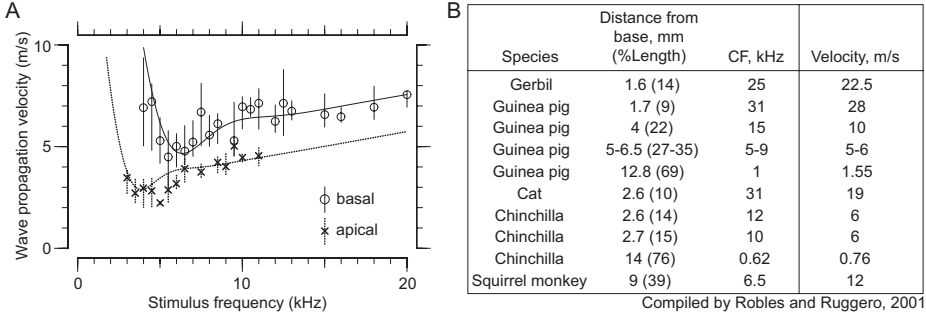 A
Wave propagation velocity (m/s)
10
5
0
basal
apical
0 10 20
Stimulus frequency (kHz)
B
Species Distance from base, mm (%Length) CF, kHz Velocity, m/s
Gerbil 1.6 (14) 25 22.5
Guinea pig 1.7 (9) 31 28
Guinea pig 4 (22) 15 10
Guinea pig 5-6.5 (27-35) 5-9 5-6
Guinea pig 12.8 (69) 1 1.55
Cat 2.6 (10) 31 19
Chinchilla 2.6 (14) 12 6
Chinchilla 2.7 (15) 10 6
Chinchilla 14 (76) 0.62 0.76
Squirrel monkey 9 (39) 6.5 12
Compiled by Robles and Ruggero, 2001